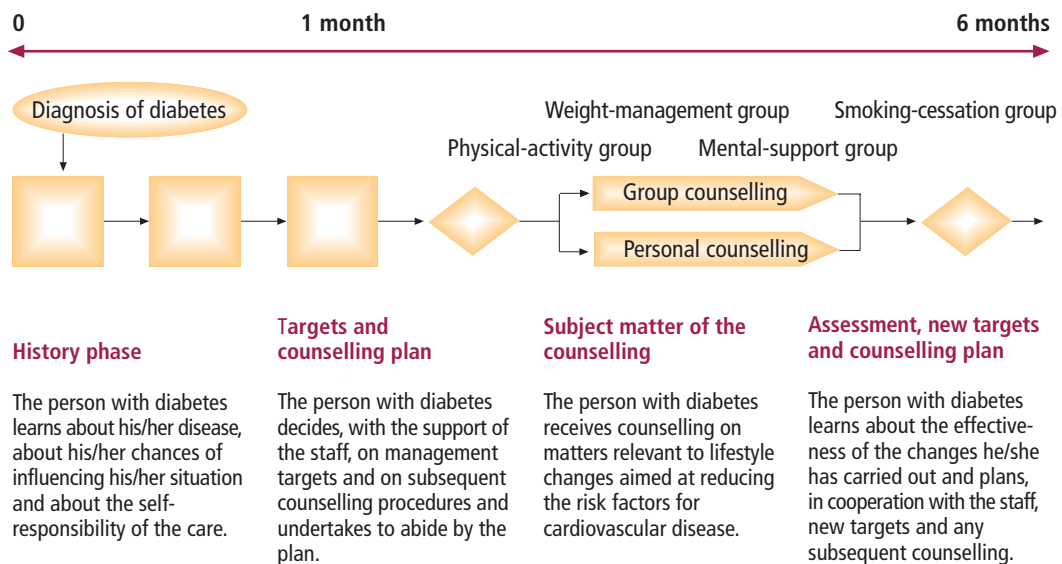 0 1 month 6 months
Diagnosis of diabetes
Weight-management group Smoking-cessation group
Physical-activity group Mental-support group
Group counselling
Personal counselling
History phase
The person with diabetes
learns about his/her disease,
about his/her chances of
influencing his/her situation
and about the self-
responsibility of the care.
Targets and
counselling plan
The person with diabetes
decides, with the support of
the staff, on management
targets and on subsequent
counselling procedures and
undertakes to abide by the
plan.
Subject matter of the
counselling
The person with diabetes
receives counselling on
matters relevant to lifestyle
changes aimed at reducing
the risk factors for
cardiovascular disease.
Assessment, new targets
and counselling plan
The person with diabetes
learns about the effective-
ness of the changes he/she
has carried out and plans,
in cooperation with the staff,
new targets and any
subsequent counselling.